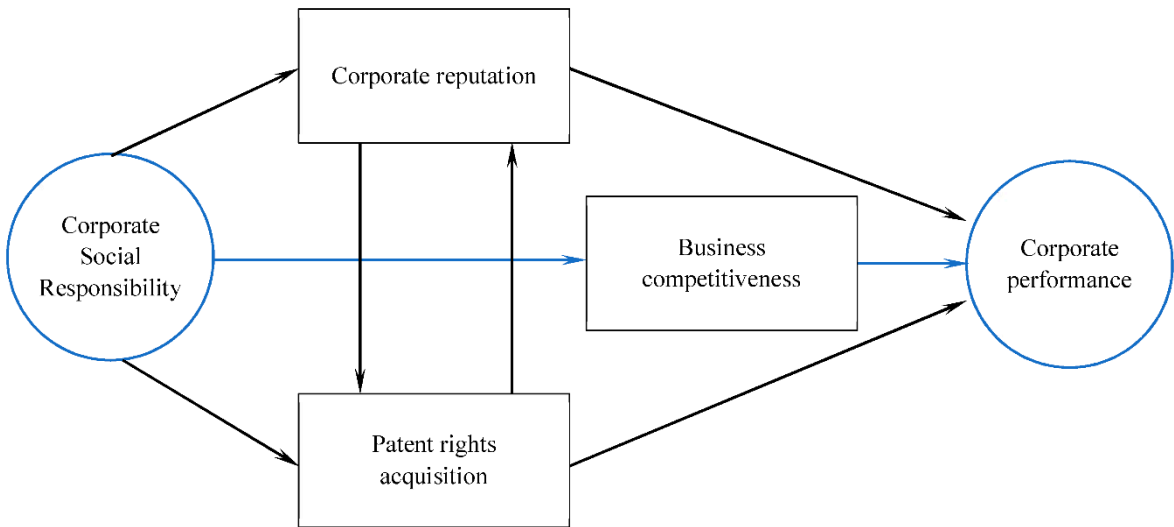 Corporate reputation
Corporate
Social
Responsibility
Business
competitiveness
Corporate
performance
Patent rights
acquisition